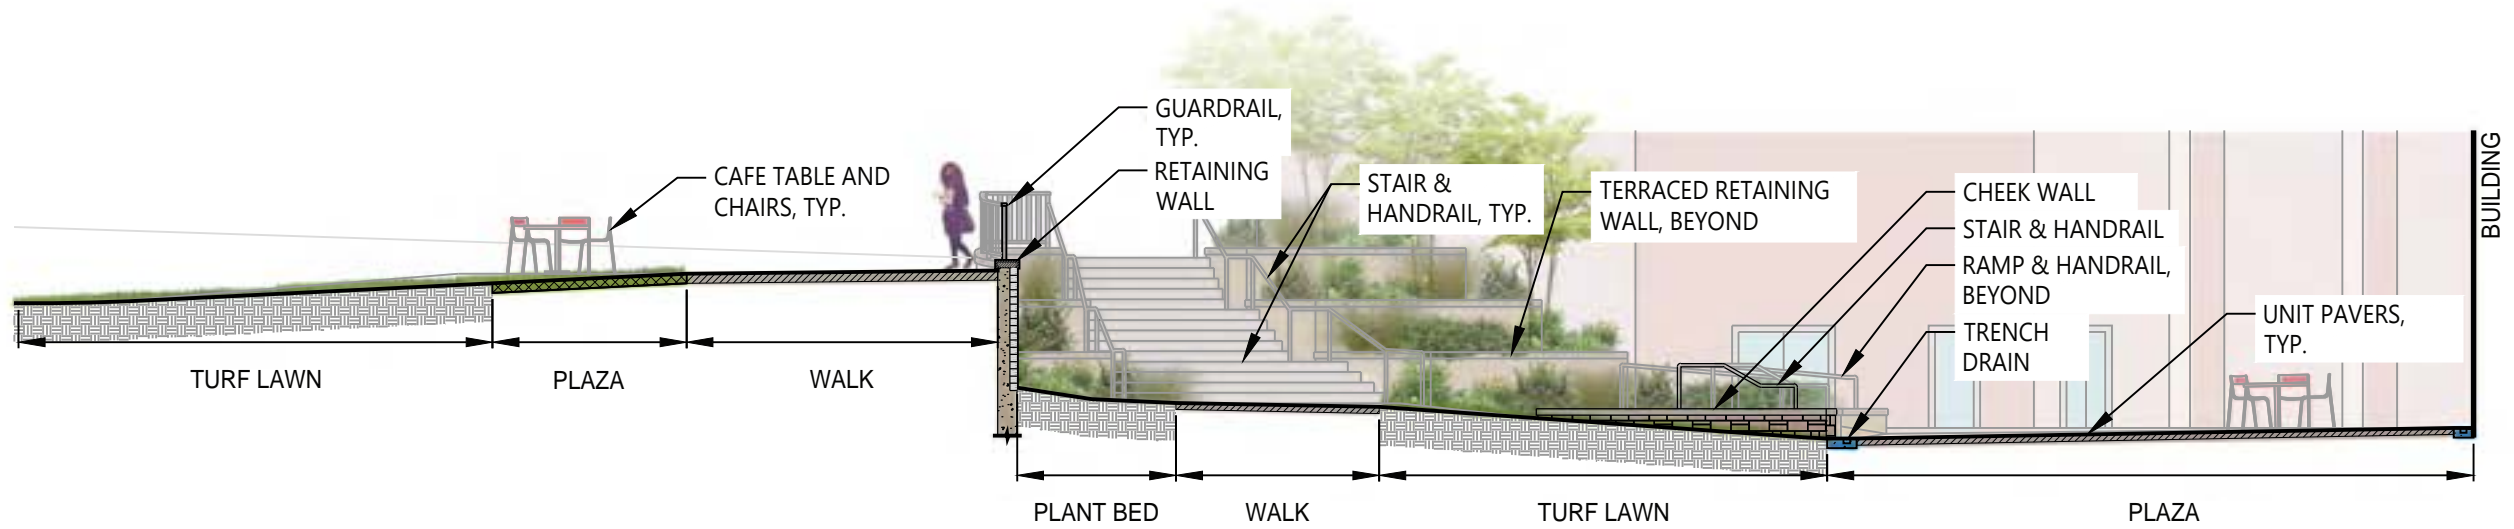 GUARDRAIL,
TYP.
RETAINING
WALL
CAFE TABLE AND
CHAIRS, TYP.
STAIR &
HANDRAIL, TYP.
TERRACED RETAINING
WALL, BEYOND
CHEEK WALL
STAIR & HANDRAIL
RAMP & HANDRAIL,
BEYOND
TRENCH
DRAIN
UNIT PAVERS,
TYP.
BUILDING
TURF LAWN
PLAZA
WALK
PLANT BED
WALK
TURF LAWN
PLAZA